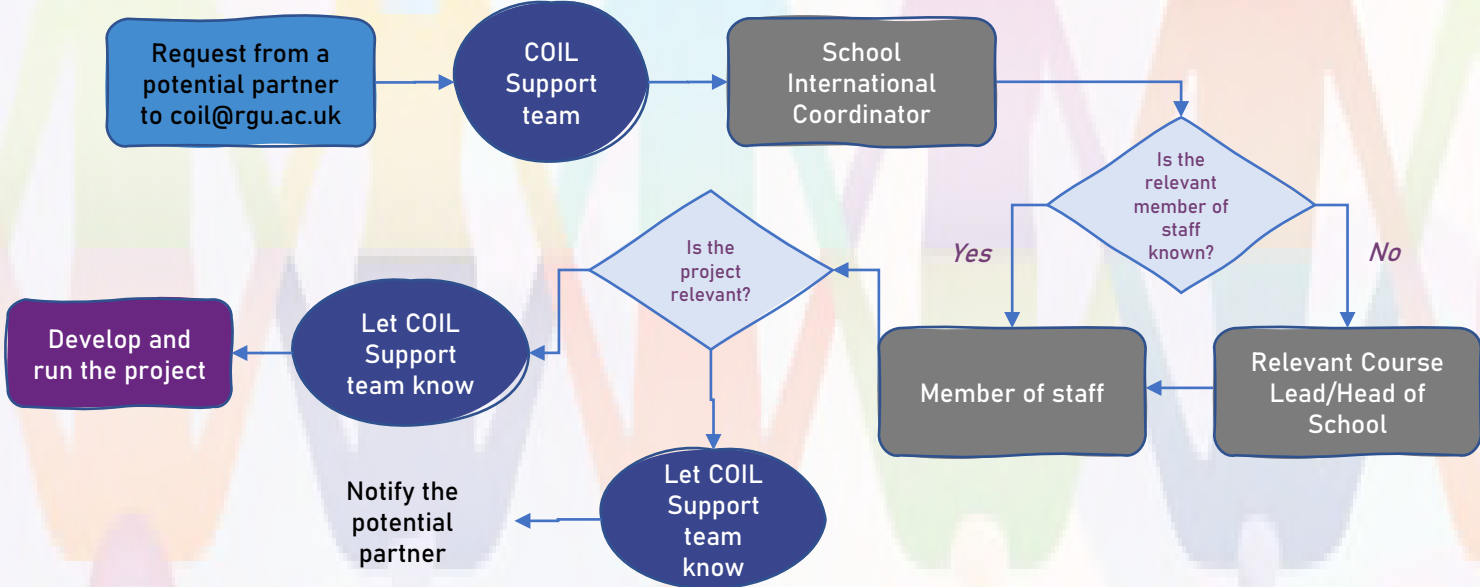 Request from a
potential partner
to coil@rgu.ac.uk
COIL
Support
team
School
International
Coordinator
Is the
relevant
member of
staff
known?
Yes
No
Relevant Course
Lead/Head of
School
Member of staff
Is the
project
relevant?
Let COIL
Support
team know
Develop and
run the project
Let COIL
Support
team
know
Notify the
potential
partner